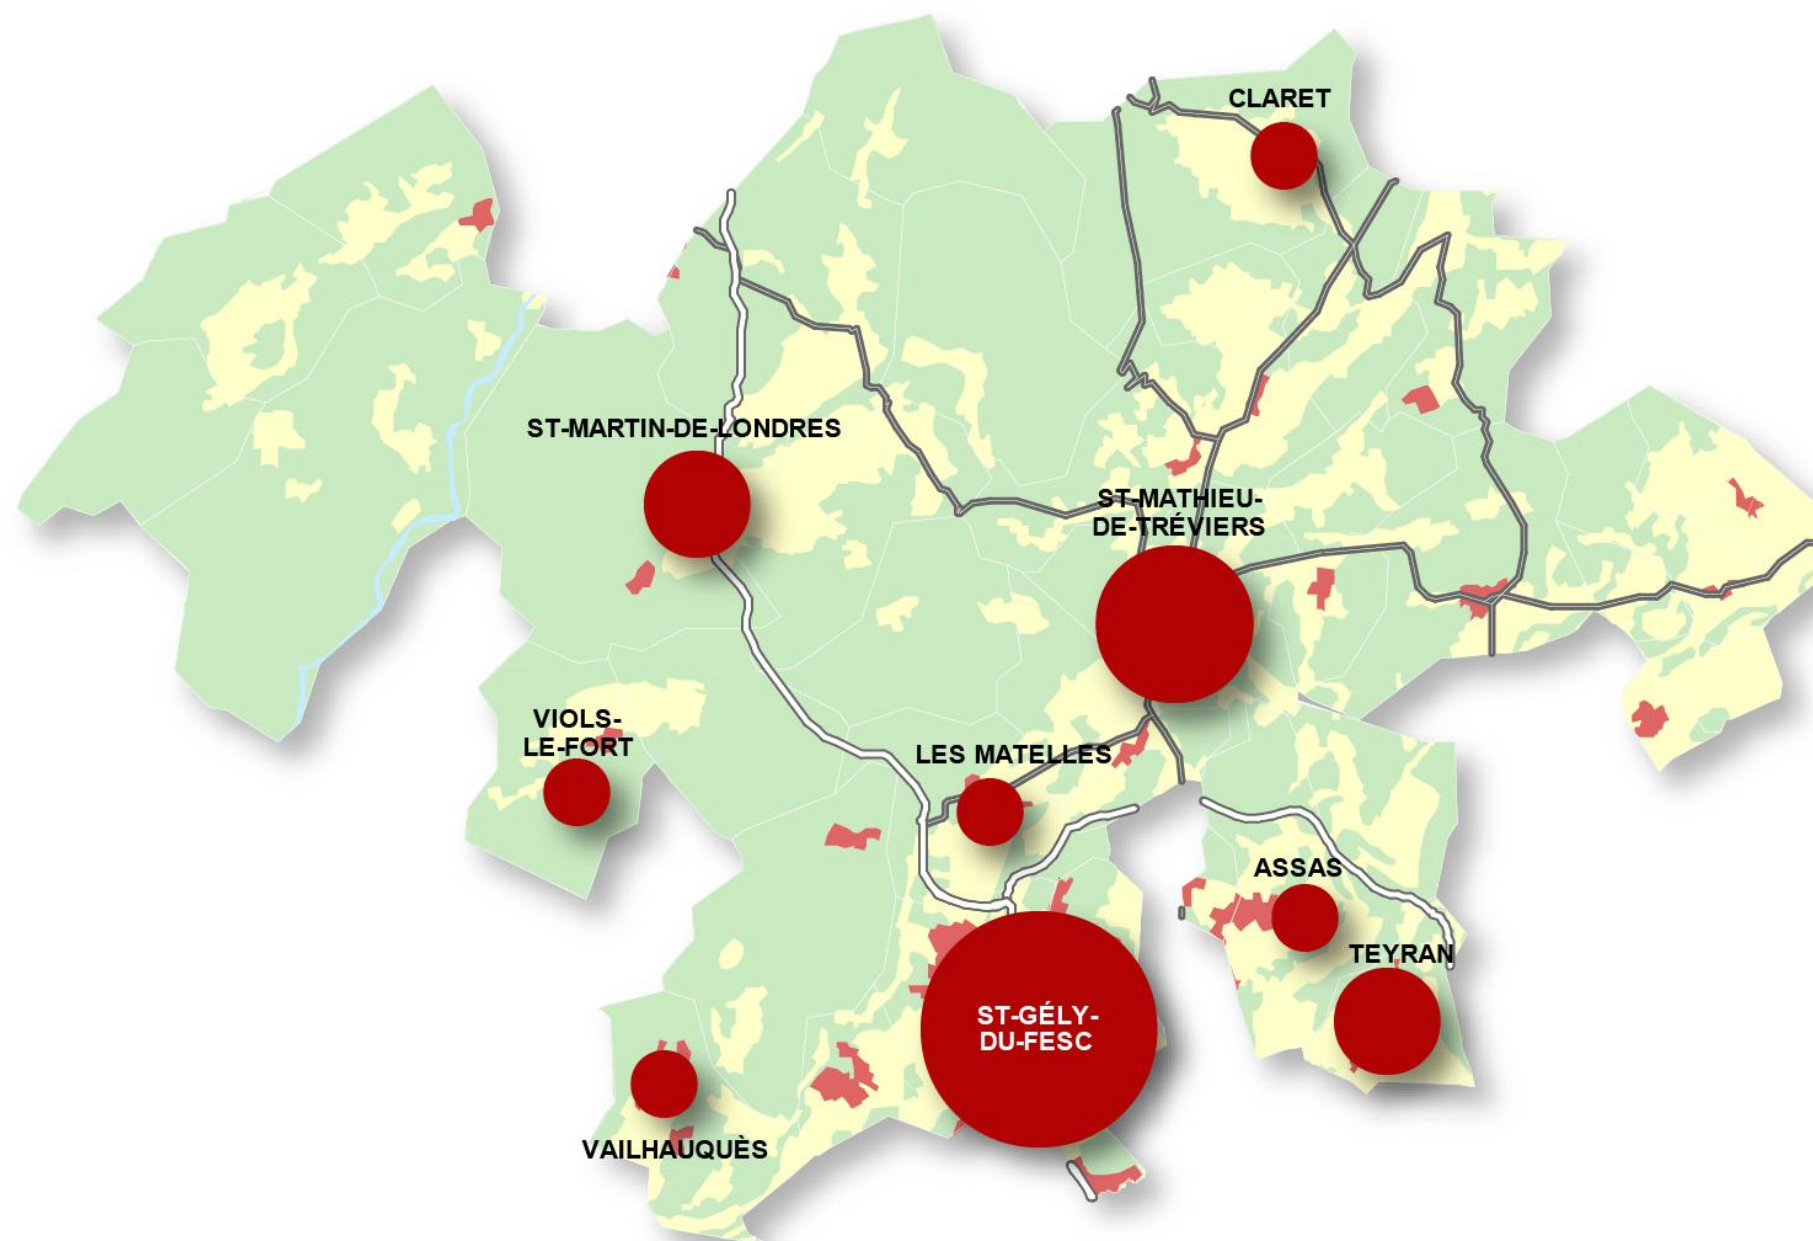 CLARET
ST-MARTIN-DE-LONDRES
ST-MATHIEU-
DE-TRÉVIERS
VIOLS-
LE-FORT
LES MATELLES
ASSAS
TEYRAN
ST-GÉLY-
DU-FESC
VAILHAUQUÈS